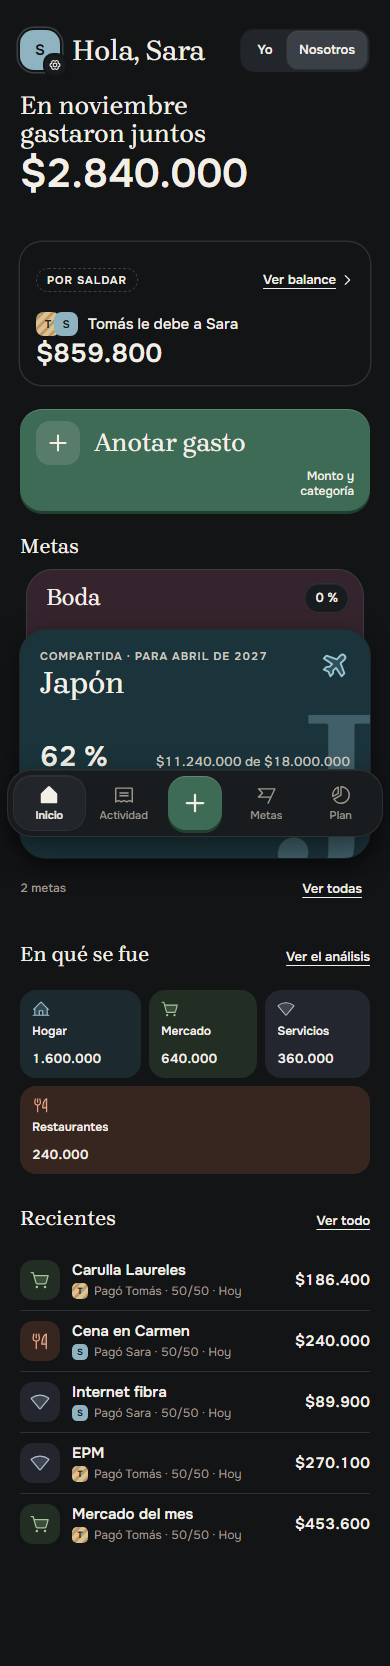 S
Hola, Sara
Yo
Nosotros
En noviembre
gastaron juntos
$2.840.000
POR SALDAR
Ver balance
T S
Tomás le debe a Sara
$859.800
Anotar gasto
Monto y
categoría
Metas
Boda
0 %
COMPARTIDA · PARA ABRIL DE 2027
Japón
62 %
$11.240.000 de $18.000.000
J
Inicio
Actividad
Metas
Plan
2 metas
Ver todas
En qué se fue
Ver el análisis
Hogar
1.600.000
Mercado
640.000
Servicios
360.000
Restaurantes
240.000
Recientes
Ver todo
Carulla Laureles
T Pagó Tomás · 50/50 · Hoy
$186.400
Cena en Carmen
S Pagó Sara · 50/50 · Hoy
$240.000
Internet fibra
S Pagó Sara · 50/50 · Hoy
$89.900
EPM
T Pagó Tomás · 50/50 · Hoy
$270.100
Mercado del mes
T Pagó Tomás · 50/50 · Hoy
$453.600